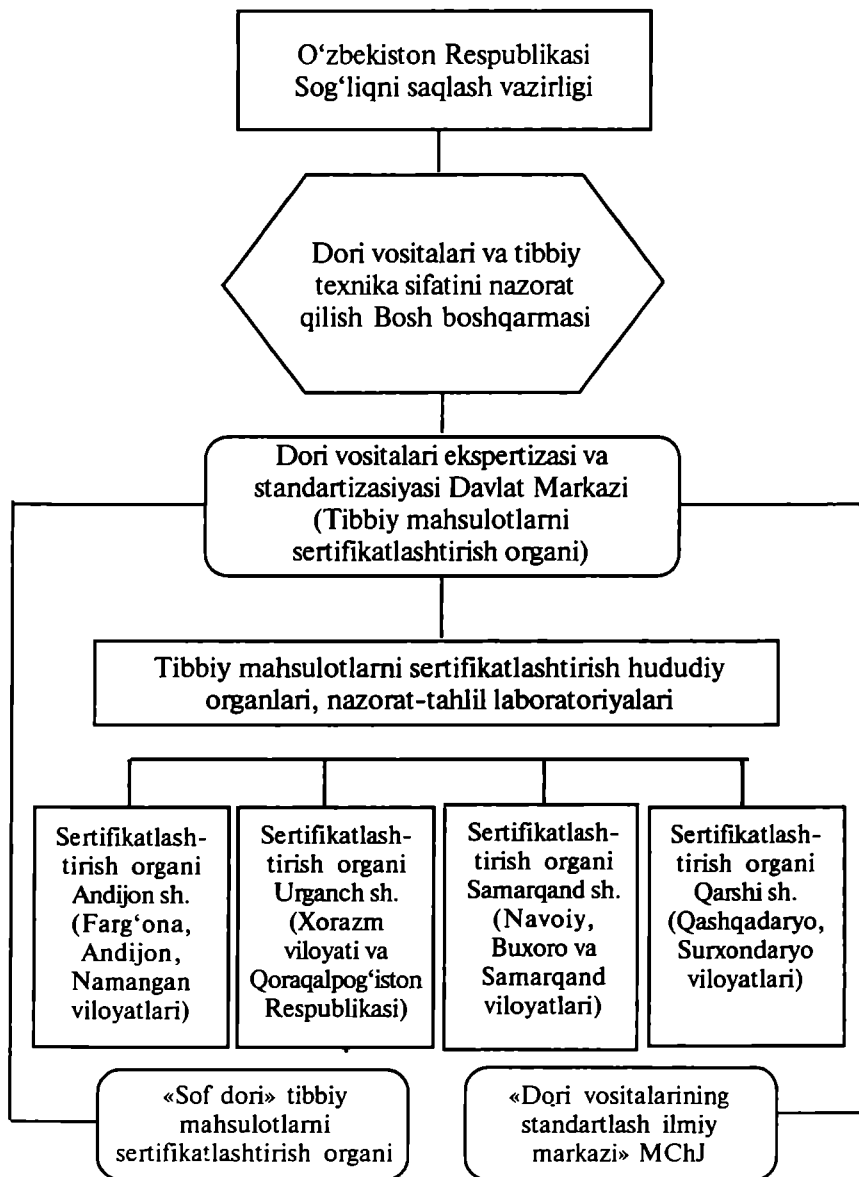 O‘zbekiston Respublikasi
Sog‘liqni saqlash vazirligi
Dori vositalari va tibbiy
texnika sifatini nazorat
qilish Bosh boshqarmasi
Dori vositalari ekspertizasi va
standartizasiyasi Davlat Markazi
(Tibbiy mahsulotlarni
sertifikatlashtirish organi)
Tibbiy mahsulotlarni sertifikatlashtirish hududiy
organlari, nazorat-tahlil laboratoriyalari
Sertifikatlash-
tirish organi
Andijon sh.
(Farg‘ona,
Andijon,
Namangan
viloyatlari)
Sertifikatlash-
tirish organi
Urganch sh.
(Xorazm
viloyati va
Qoraqalpog‘iston
Respublikasi)
Sertifikatlash-
tirish organi
Samarqand sh.
(Navoiy,
Buxoro va
Samarqand
viloyatlari)
Sertifikatlash-
tirish organi
Qarshi sh.
(Qashqadaryo,
Surxondaryo
viloyatlari)
«Sof dori» tibbiy
mahsulotlarni
sertifikatlashtirish organi
«Dori vositalarining
standartlash ilmiy
markazi» MChJ